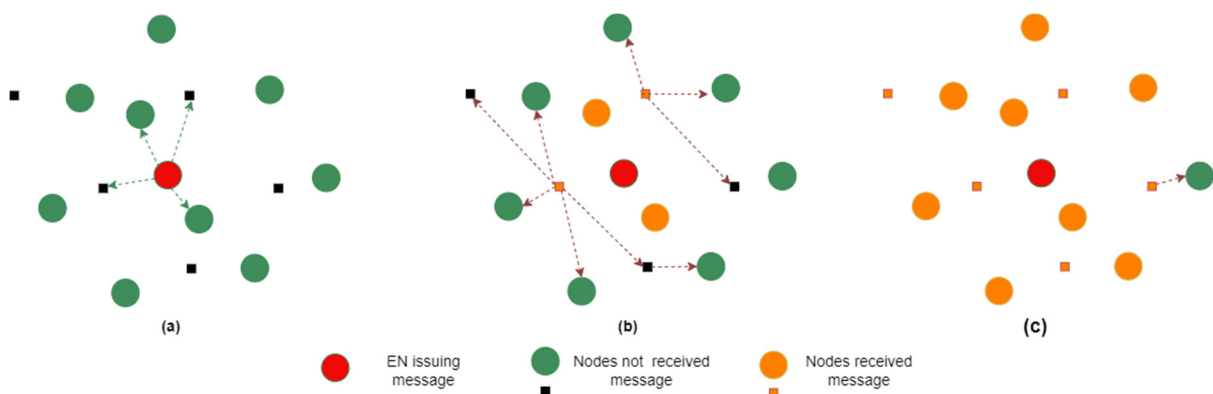 (a)
(b)
(c)
EN issuing
message
Nodes not received
message
Nodes received
message